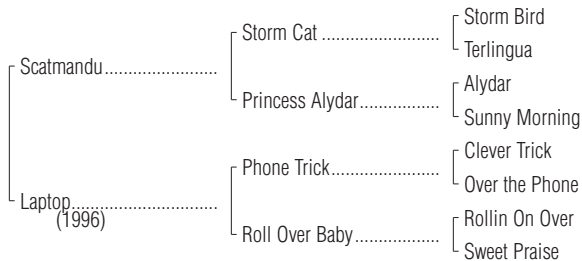 Storm Bird
Storm Cat ......................
Terlingua
Scatmandu.....................
Alydar
Princess Alydar...............
Sunny Morning
Clever Trick
Phone Trick....................
Over the Phone
Laptop...........................
(1996)
Rollin On Over
Roll Over Baby ................
Sweet Praise